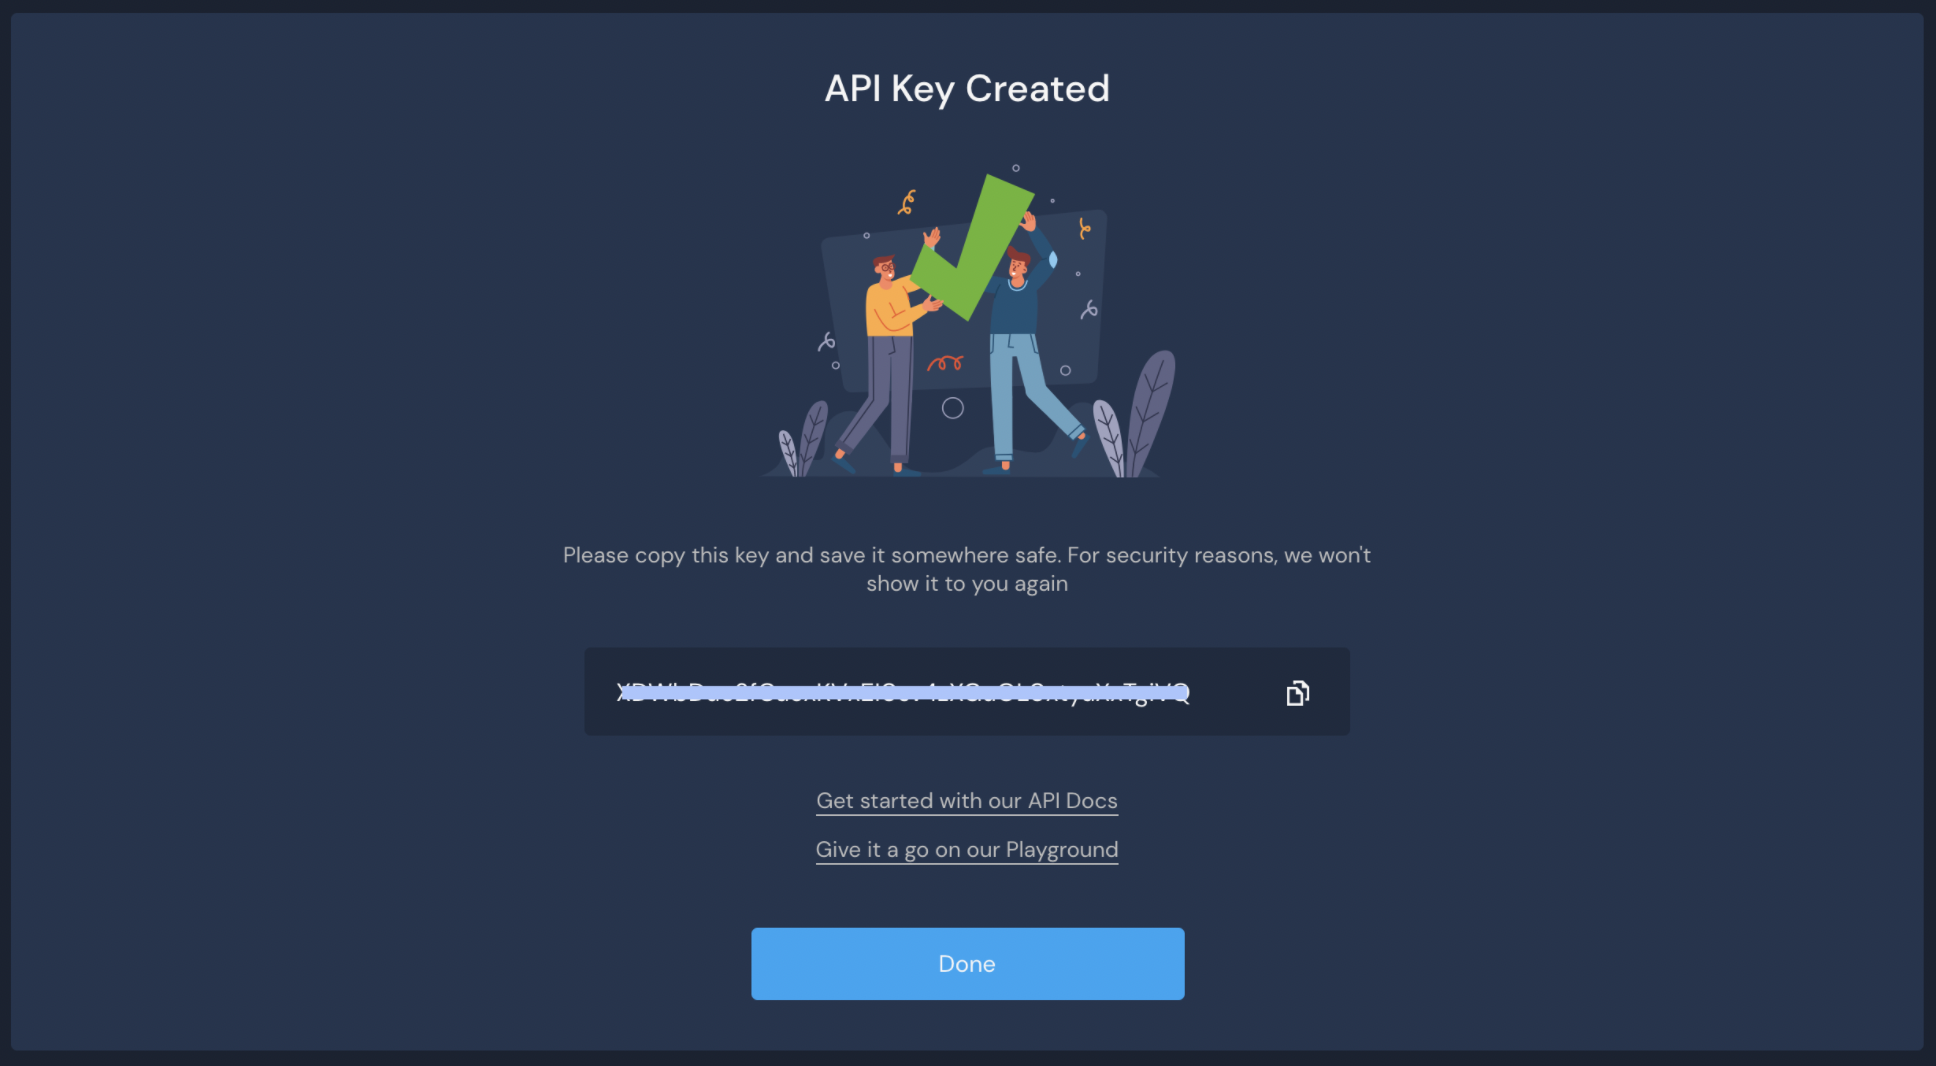 API Key Created
Please copy this key and save it somewhere safe. For security reasons, we won't
show it to you again
Get started with our API Docs
Give it a go on our Playground
Done